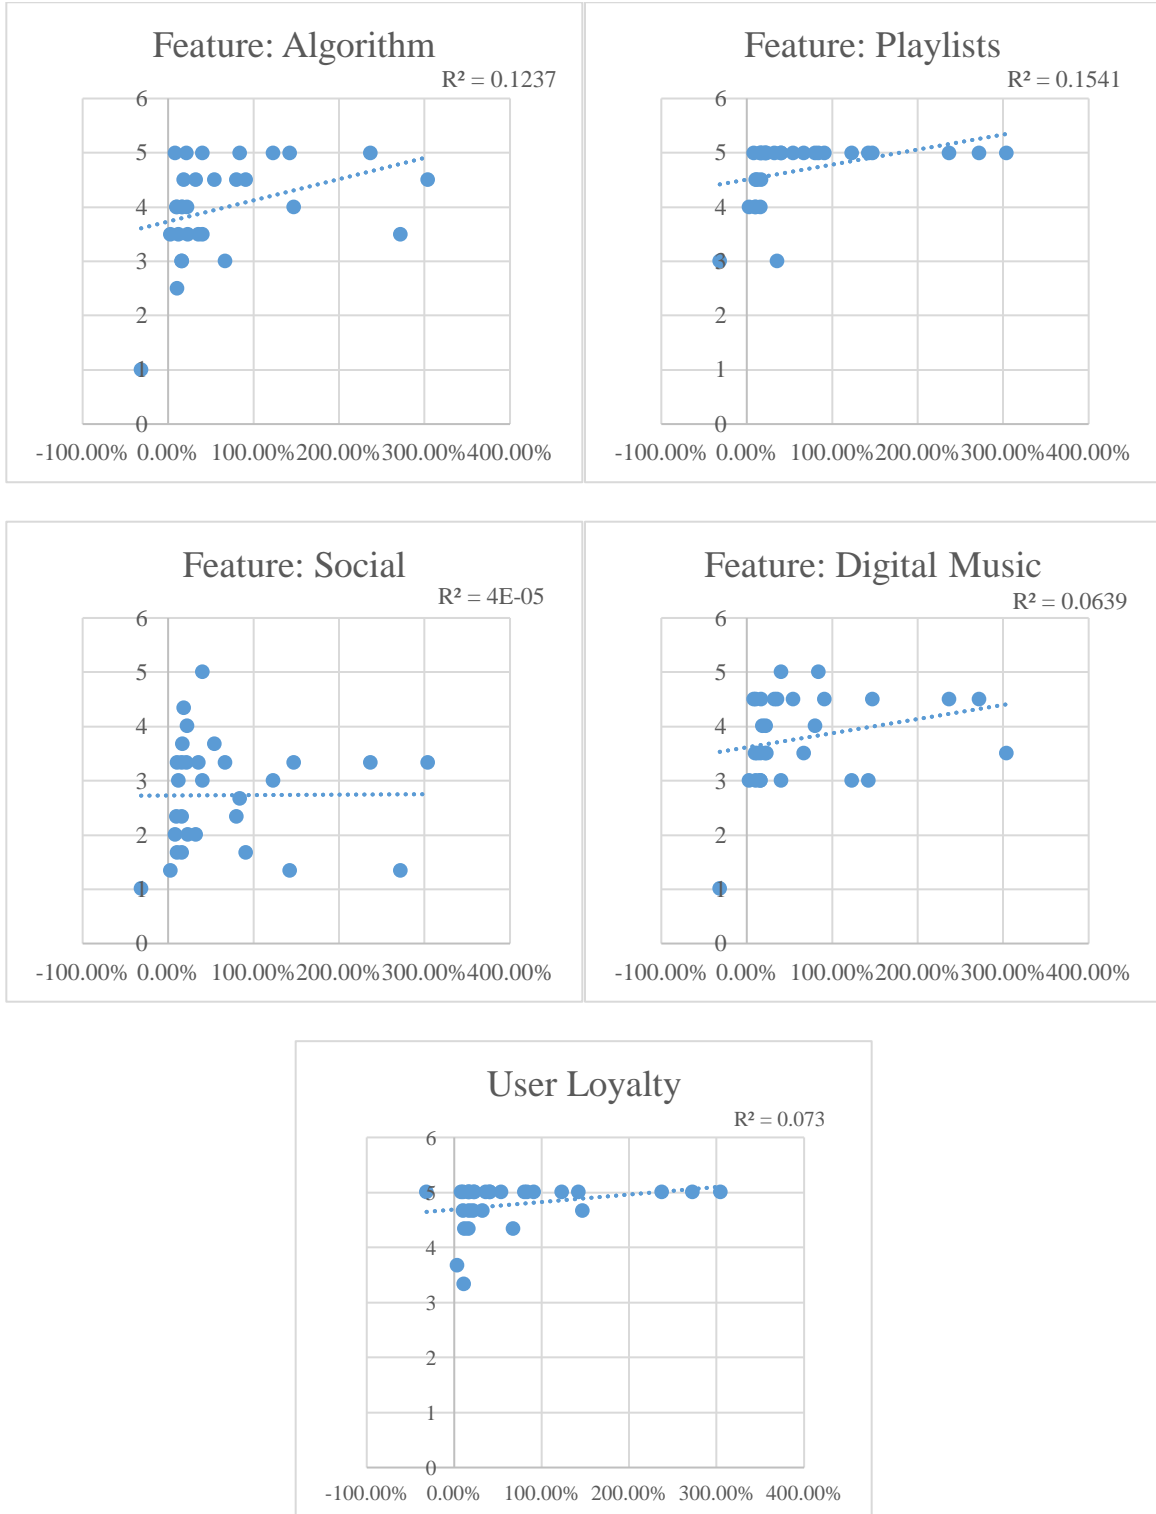 Feature: Algorithm
R² = 0.1237
6
5
4
3
2
1
0
-100.00% 0.00% 100.00% 200.00% 300.00% 400.00%
Feature: Playlists
R² = 0.1541
6
5
4
3
2
1
0
-100.00% 0.00% 100.00% 200.00% 300.00% 400.00%
Feature: Social
R² = 4E-05
6
5
4
3
2
1
0
-100.00% 0.00% 100.00% 200.00% 300.00% 400.00%
Feature: Digital Music
R² = 0.0639
6
5
4
3
2
1
0
-100.00% 0.00% 100.00% 200.00% 300.00% 400.00%
User Loyalty
R² = 0.073
6
5
4
3
2
1
0
-100.00% 0.00% 100.00% 200.00% 300.00% 400.00%